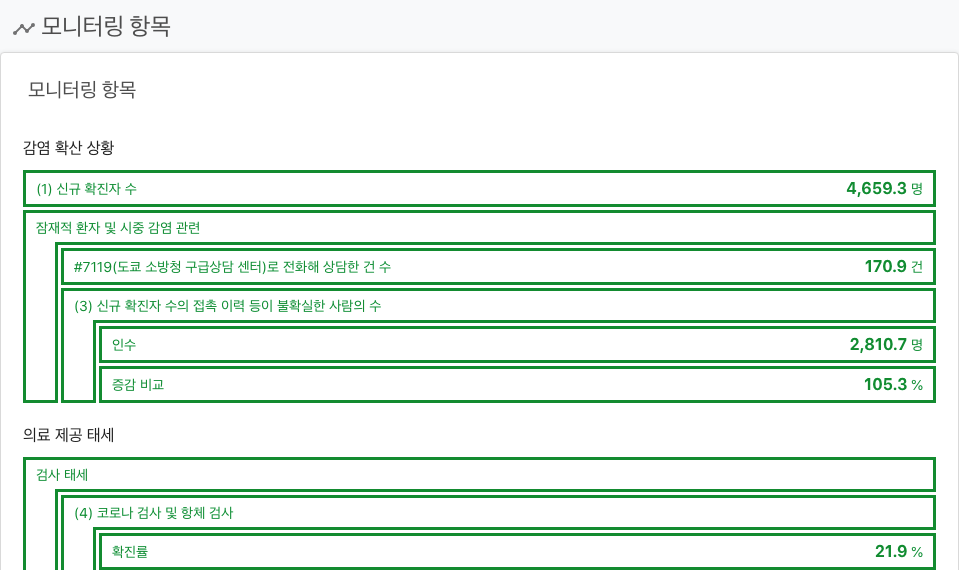 모니터링 항목
모니터링 항목
감염 확산 상황
(1) 신규 확진자 수 4,659.3 명
잠재적 환자 및 시중 감염 관련
#7119(도쿄 소방청 구급상담 센터)로 전화해 상담한 건 수 170.9 건
(3) 신규 확진자 수의 접촉 이력 등이 불확실한 사람의 수
인수 2,810.7 명
증감 비교 105.3 %
의료 제공 태세
검사 태세
(4) 코로나 검사 및 항체 검사
확진률 21.9 %